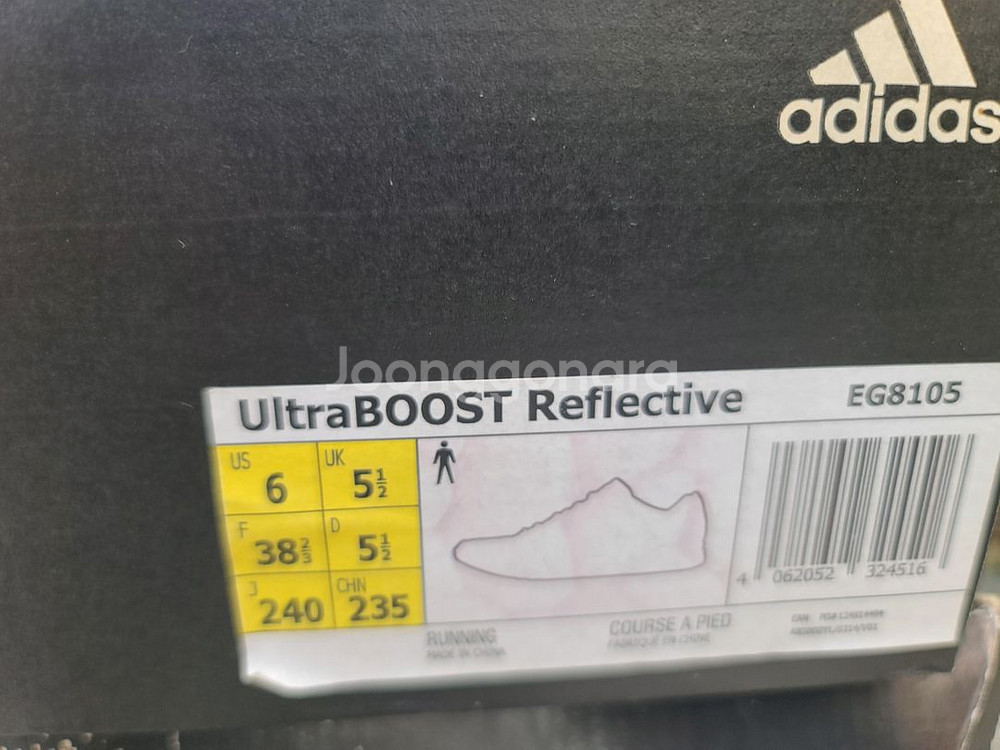 adidas
Joonggonara
UltraBOOST Reflective EG8105
US 6 UK 5½
F 38⅔ D 5½
J 240 CHN 235
4 062052 324516
RUNNING COURSE A PIED
MADE IN CHINA FABRIQUE EN CHINE